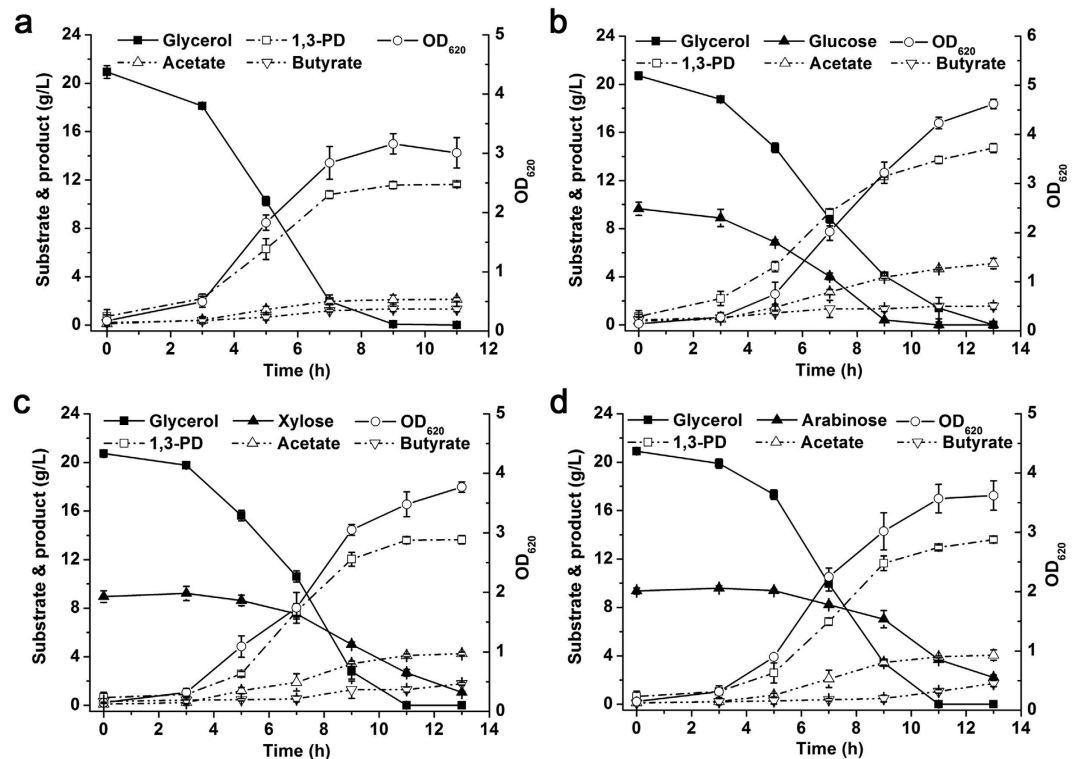 a
Glycerol 1,3-PD OD620
Acetate Butyrate
24
20
16
12
8
4
0
Substrate & product (g/L)
5
4
3
2
1
0
OD620
0 2 4 6 8 10 12
Time (h)
b
Glycerol Glucose OD620
1,3-PD Acetate Butyrate
24
20
16
12
8
4
0
Substrate & product (g/L)
6
5
4
3
2
1
0
OD620
0 2 4 6 8 10 12 14
Time (h)
c
Glycerol Xylose OD620
1,3-PD Acetate Butyrate
24
20
16
12
8
4
0
Substrate & product (g/L)
5
4
3
2
1
0
OD620
0 2 4 6 8 10 12 14
Time (h)
d
Glycerol Arabinose OD620
1,3-PD Acetate Butyrate
24
20
16
12
8
4
0
Substrate & product (g/L)
5
4
3
2
1
0
OD620
0 2 4 6 8 10 12 14
Time (h)